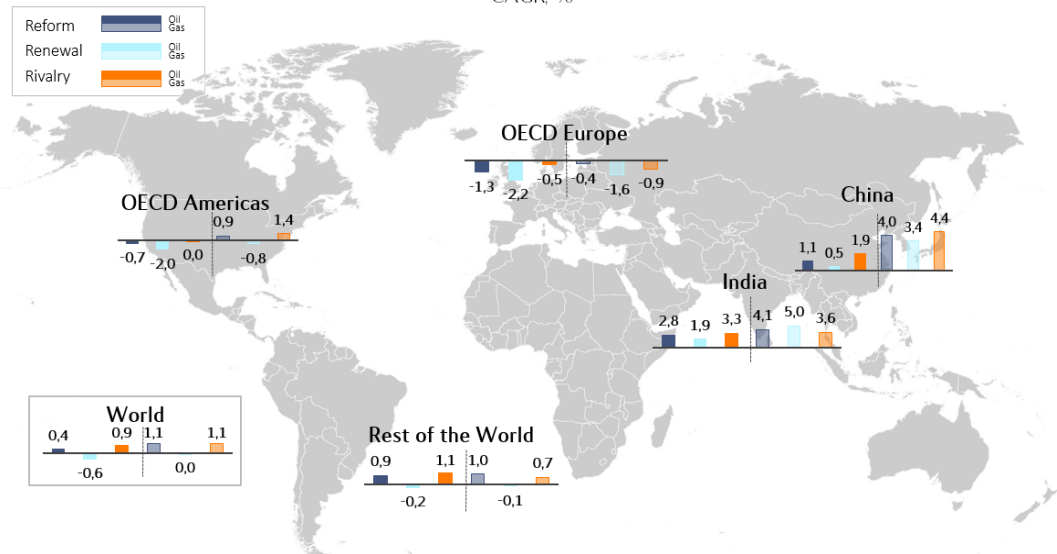 CAGR, %
Reform Oil Gas
Renewal Oil Gas
Rivalry Oil Gas
OECD Europe
-1,3 -2,2 -0,5 -0,4 -1,6 -0,9
OECD Americas
-0,7 -2,0 0,0 0,9 -0,8 1,4
China
1,1 0,5 1,9 4,0 3,4 4,4
India
2,8 1,9 3,3 4,1 5,0 3,6
World
0,4 -0,6 0,9 1,1 0,0 1,1
Rest of the World
0,9 -0,2 1,1 1,0 -0,1 0,7